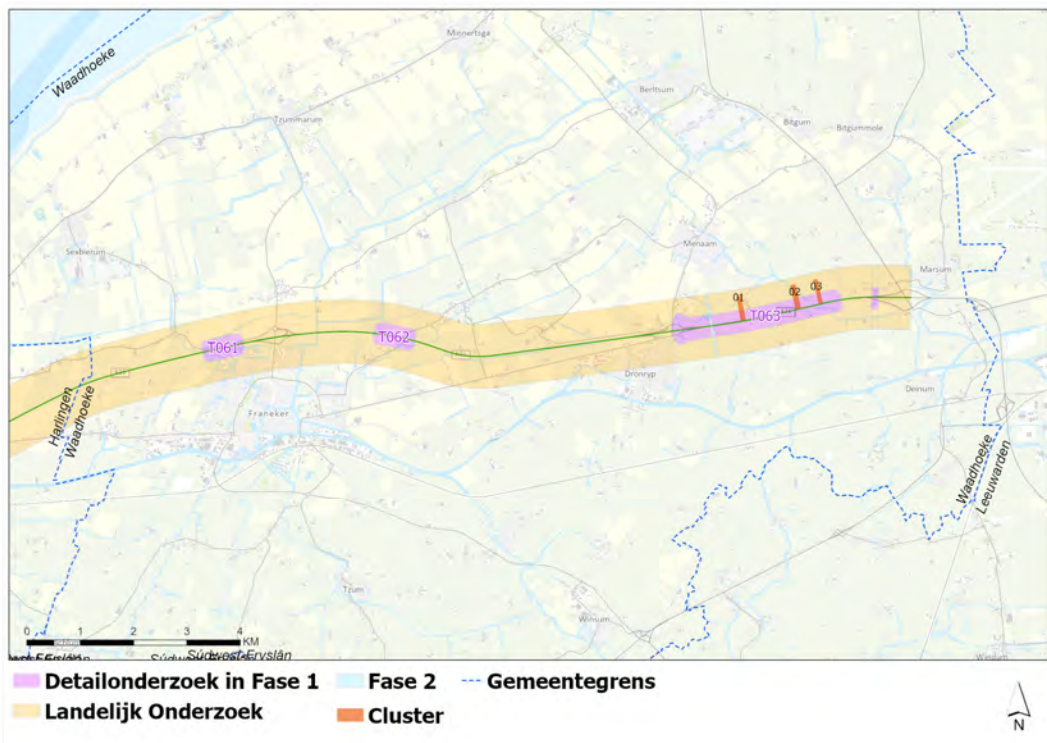 Minnertsga
Waadhoeke
Berltsum
Tzummarum
Bitgum
Bitgummole
Menaam
Sexbierum
Marsum
01
02
03
T063
T062
T061
Dronryp
Deinum
Harlingen
Waadhoeke
Franeker
Waadhoeke
Leeuwarden
Tzum
Winsum
0 1 2 3 4
KM
Súdwest-Fryslân
Detailonderzoek in Fase 1
Fase 2
Gemeentegrens
Landelijk Onderzoek
Cluster
N